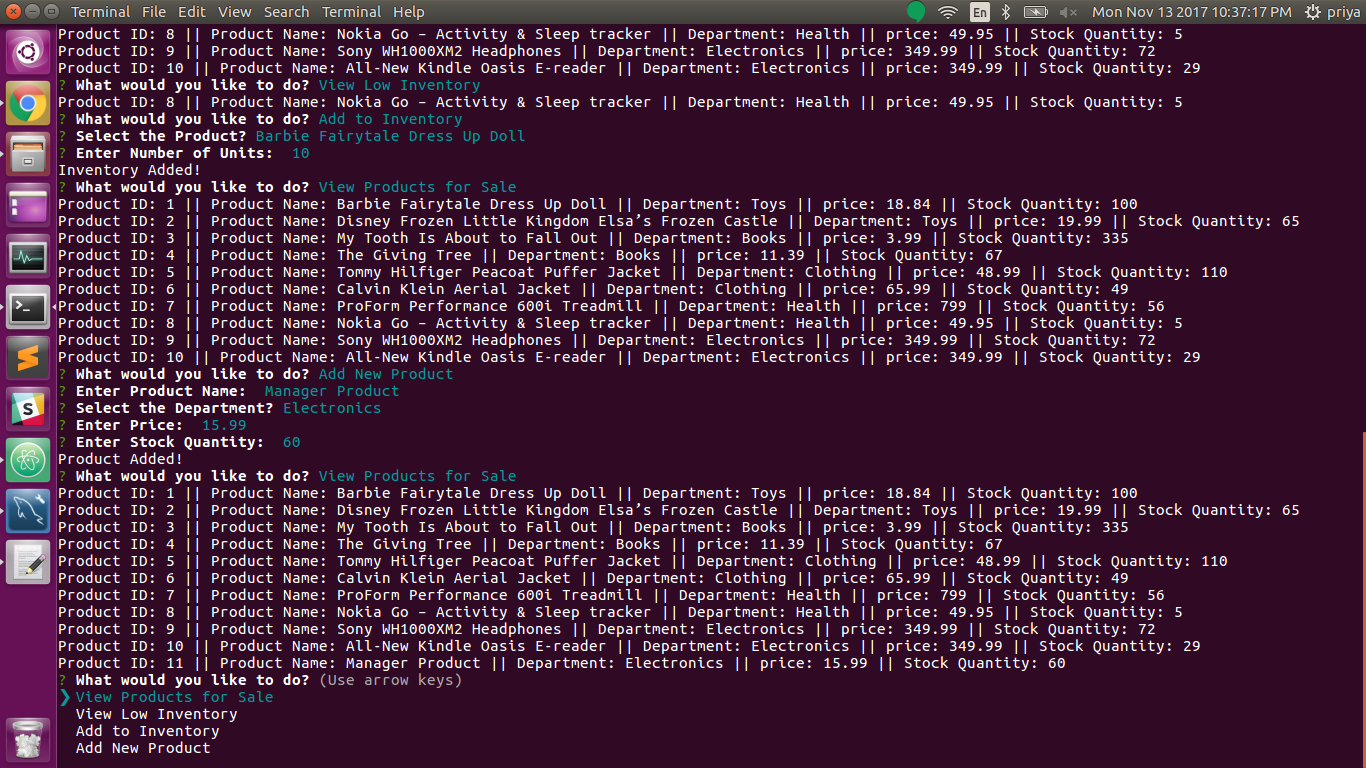 Terminal File Edit View Search Terminal Help En Mon Nov 13 2017 10:37:17 PM priya
Product ID: 8 || Product Name: Nokia Go – Activity & Sleep tracker || Department: Health || price: 49.95 || Stock Quantity: 5
Product ID: 9 || Product Name: Sony WH1000XM2 Headphones || Department: Electronics || price: 349.99 || Stock Quantity: 72
Product ID: 10 || Product Name: All-New Kindle Oasis E-reader || Department: Electronics || price: 349.99 || Stock Quantity: 29
? What would you like to do? View Low Inventory
Product ID: 8 || Product Name: Nokia Go – Activity & Sleep tracker || Department: Health || price: 49.95 || Stock Quantity: 5
? What would you like to do? Add to Inventory
? Select the Product? Barbie Fairytale Dress Up Doll
? Enter Number of Units:  10
Inventory Added!
? What would you like to do? View Products for Sale
Product ID: 1 || Product Name: Barbie Fairytale Dress Up Doll || Department: Toys || price: 18.84 || Stock Quantity: 100
Product ID: 2 || Product Name: Disney Frozen Little Kingdom Elsa’s Frozen Castle || Department: Toys || price: 19.99 || Stock Quantity: 65
Product ID: 3 || Product Name: My Tooth Is About to Fall Out || Department: Books || price: 3.99 || Stock Quantity: 335
Product ID: 4 || Product Name: The Giving Tree || Department: Books || price: 11.39 || Stock Quantity: 67
Product ID: 5 || Product Name: Tommy Hilfiger Peacoat Puffer Jacket || Department: Clothing || price: 48.99 || Stock Quantity: 110
Product ID: 6 || Product Name: Calvin Klein Aerial Jacket || Department: Clothing || price: 65.99 || Stock Quantity: 49
Product ID: 7 || Product Name: ProForm Performance 600i Treadmill || Department: Health || price: 799 || Stock Quantity: 56
Product ID: 8 || Product Name: Nokia Go – Activity & Sleep tracker || Department: Health || price: 49.95 || Stock Quantity: 5
Product ID: 9 || Product Name: Sony WH1000XM2 Headphones || Department: Electronics || price: 349.99 || Stock Quantity: 72
Product ID: 10 || Product Name: All-New Kindle Oasis E-reader || Department: Electronics || price: 349.99 || Stock Quantity: 29
? What would you like to do? Add New Product
? Enter Product Name:  Manager Product
? Select the Department? Electronics
? Enter Price:  15.99
? Enter Stock Quantity:  60
Product Added!
? What would you like to do? View Products for Sale
Product ID: 1 || Product Name: Barbie Fairytale Dress Up Doll || Department: Toys || price: 18.84 || Stock Quantity: 100
Product ID: 2 || Product Name: Disney Frozen Little Kingdom Elsa’s Frozen Castle || Department: Toys || price: 19.99 || Stock Quantity: 65
Product ID: 3 || Product Name: My Tooth Is About to Fall Out || Department: Books || price: 3.99 || Stock Quantity: 335
Product ID: 4 || Product Name: The Giving Tree || Department: Books || price: 11.39 || Stock Quantity: 67
Product ID: 5 || Product Name: Tommy Hilfiger Peacoat Puffer Jacket || Department: Clothing || price: 48.99 || Stock Quantity: 110
Product ID: 6 || Product Name: Calvin Klein Aerial Jacket || Department: Clothing || price: 65.99 || Stock Quantity: 49
Product ID: 7 || Product Name: ProForm Performance 600i Treadmill || Department: Health || price: 799 || Stock Quantity: 56
Product ID: 8 || Product Name: Nokia Go – Activity & Sleep tracker || Department: Health || price: 49.95 || Stock Quantity: 5
Product ID: 9 || Product Name: Sony WH1000XM2 Headphones || Department: Electronics || price: 349.99 || Stock Quantity: 72
Product ID: 10 || Product Name: All-New Kindle Oasis E-reader || Department: Electronics || price: 349.99 || Stock Quantity: 29
Product ID: 11 || Product Name: Manager Product || Department: Electronics || price: 15.99 || Stock Quantity: 60
? What would you like to do? (Use arrow keys)
❯ View Products for Sale
View Low Inventory
Add to Inventory
Add New Product